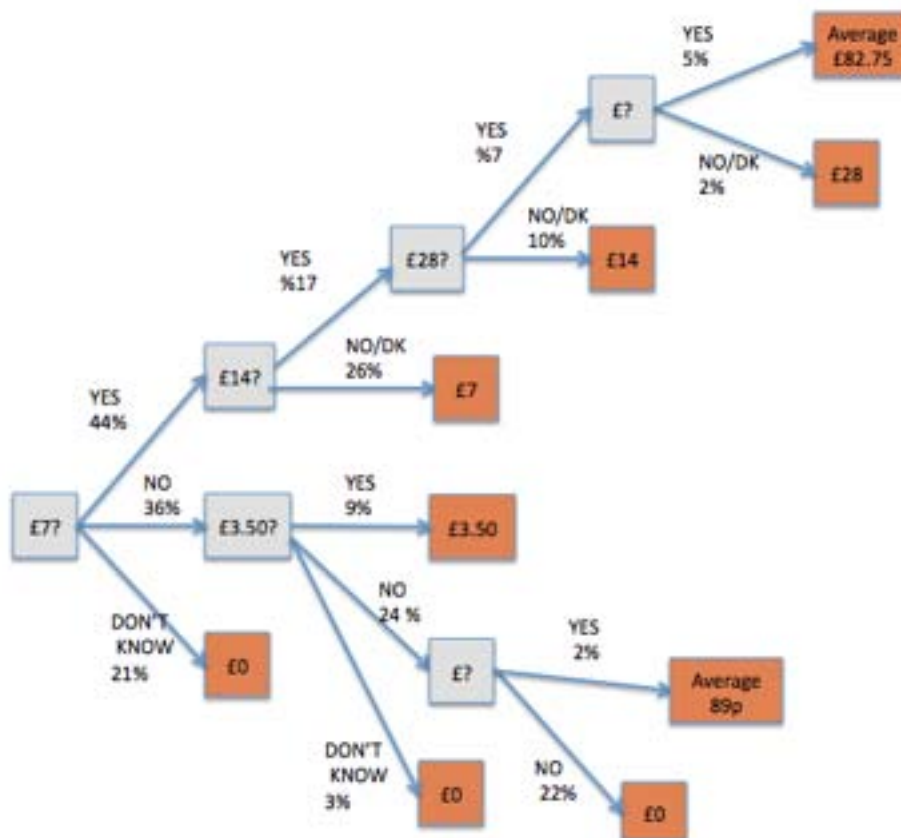 YES
5%
Average
£82.75
£?
YES
%7
NO/DK
2%
£28
NO/DK
10%
YES
%17
£28?
£14
NO/DK
26%
£14?
£7
YES
44%
NO
36%
YES
9%
£7?
£3.50?
£3.50
NO
24 %
DON'T
KNOW
21%
£0
YES
2%
£?
Average
89p
DON'T
KNOW
3%
£0
NO
22%
£0